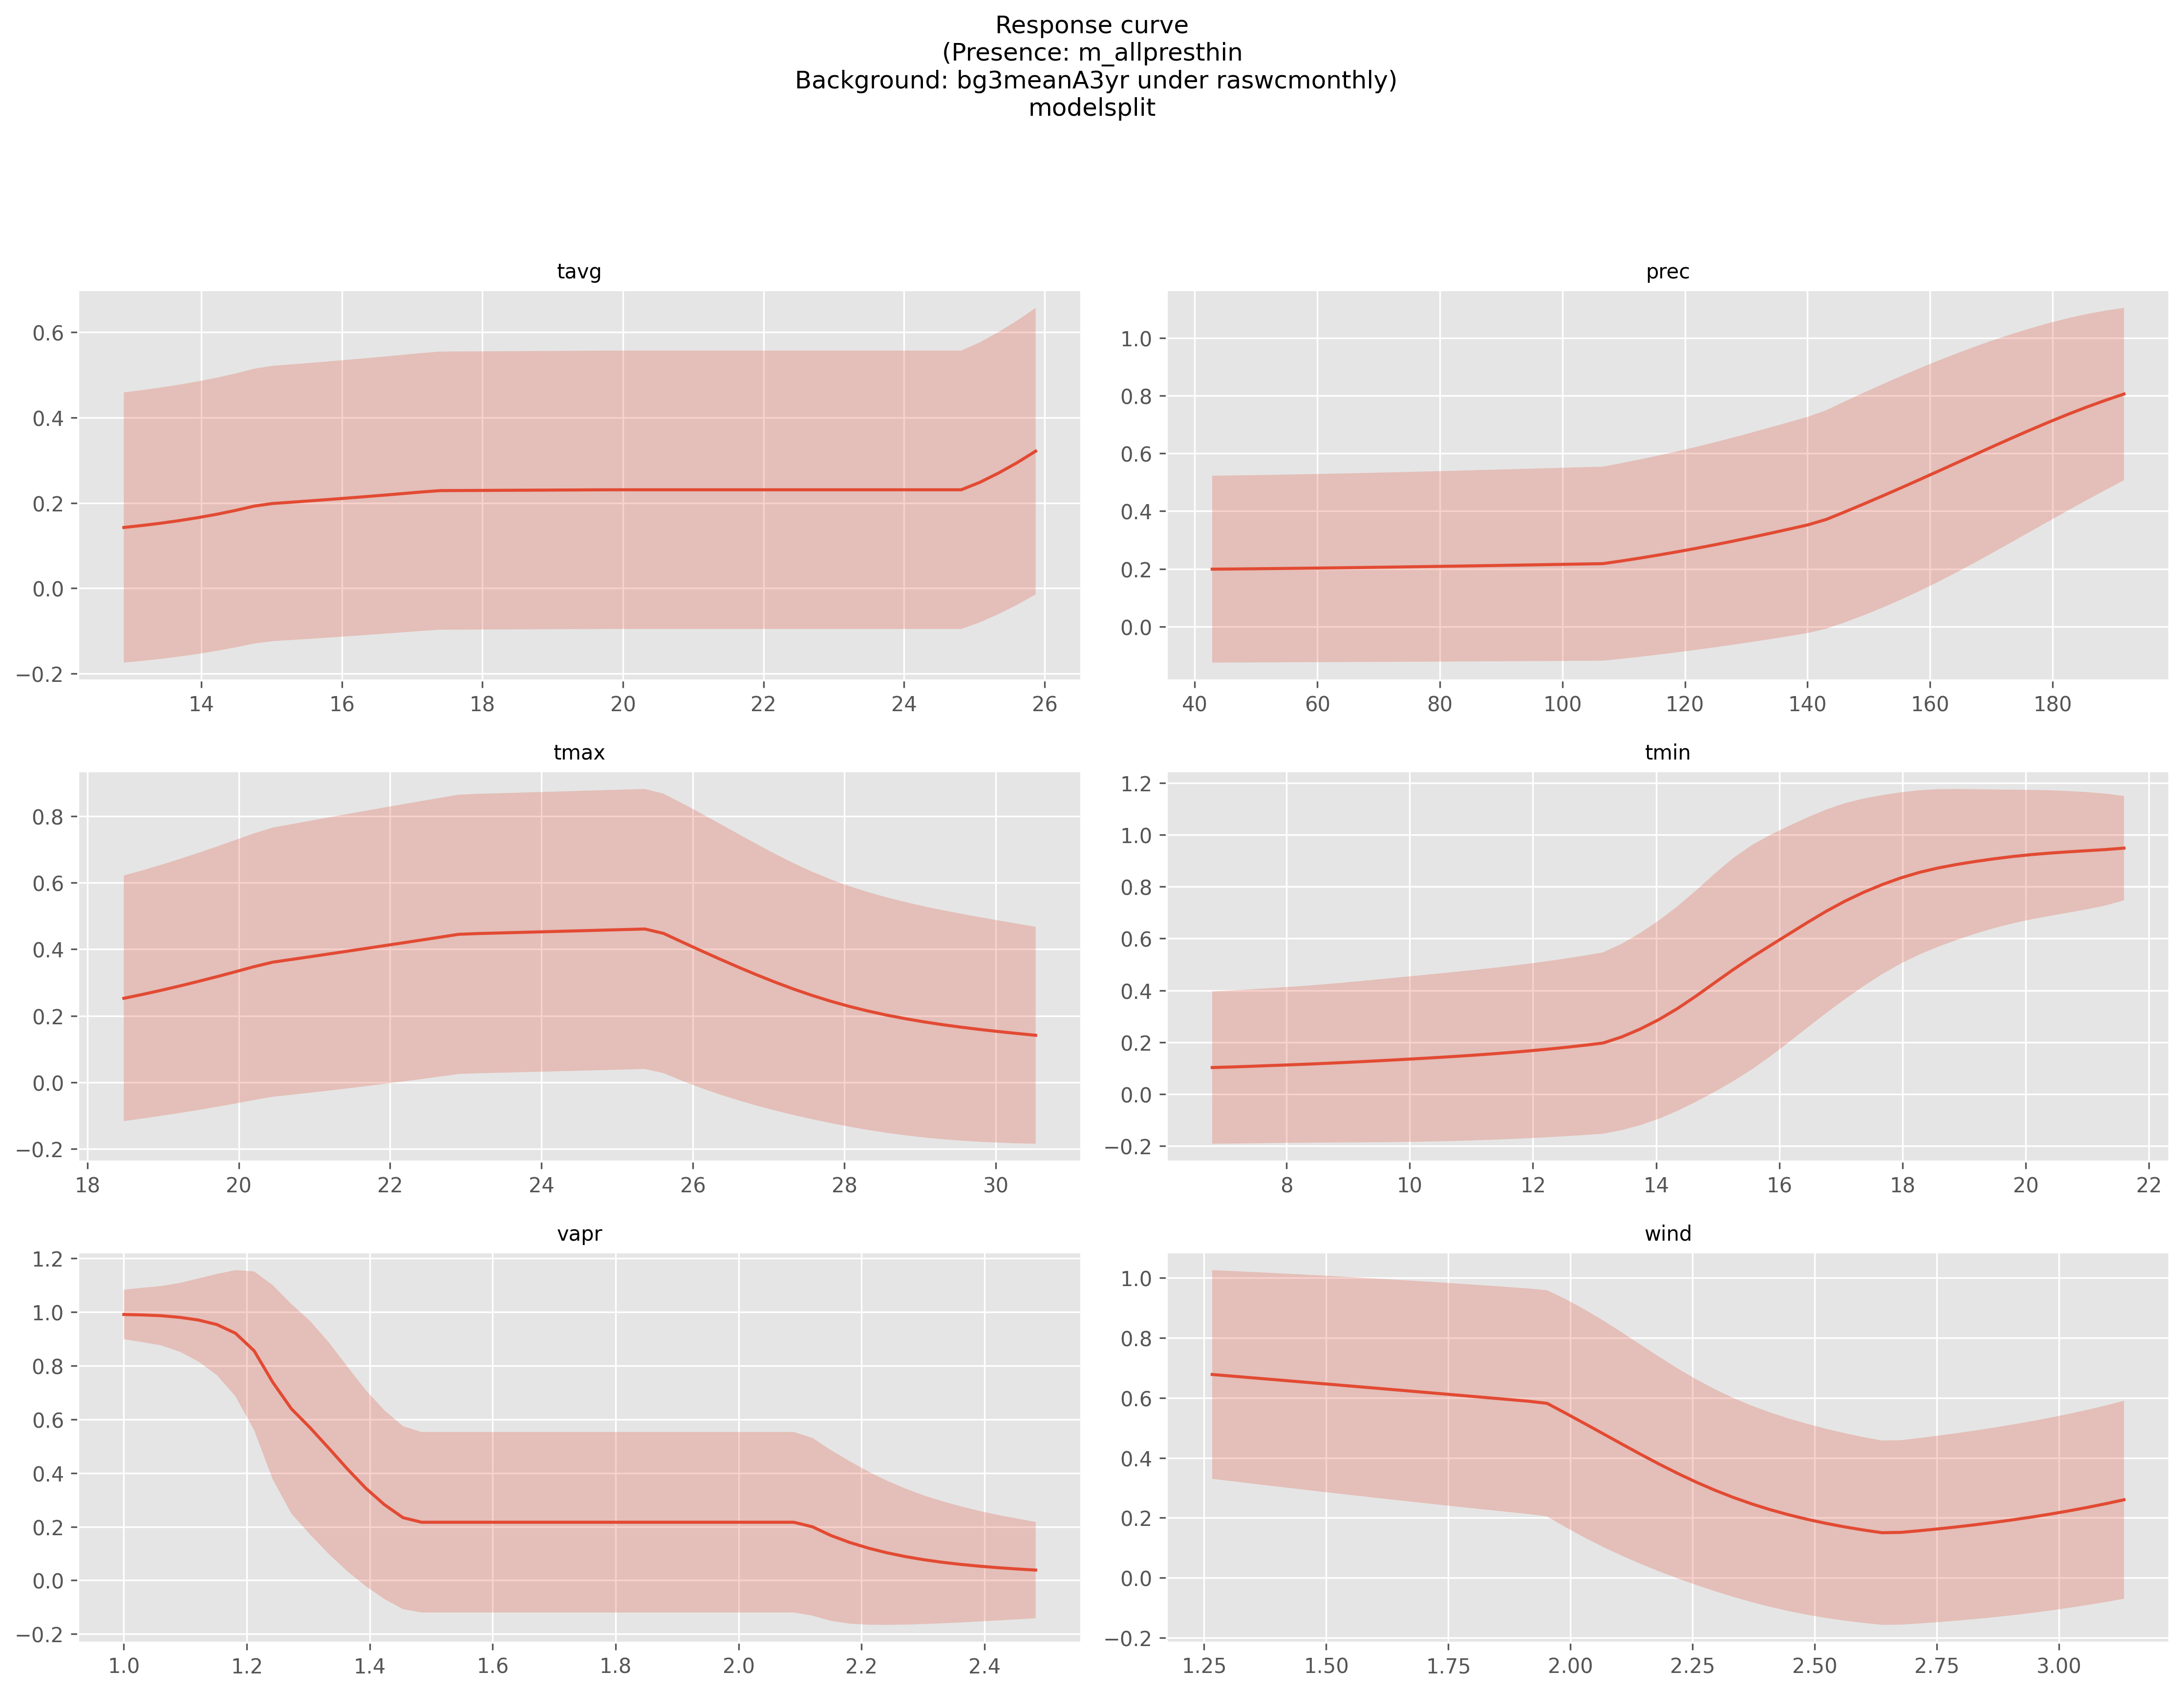 Response curve
(Presence: m_allpresthin
Background: bg3meanA3yr under raswcmonthly)
modelsplit
tavg
0.6
0.4
0.2
0.0
−0.2
14 16 18 20 22 24 26
prec
1.0
0.8
0.6
0.4
0.2
0.0
40 60 80 100 120 140 160 180
tmax
0.8
0.6
0.4
0.2
0.0
−0.2
18 20 22 24 26 28 30
tmin
1.2
1.0
0.8
0.6
0.4
0.2
0.0
−0.2
8 10 12 14 16 18 20 22
vapr
1.2
1.0
0.8
0.6
0.4
0.2
0.0
−0.2
1.0 1.2 1.4 1.6 1.8 2.0 2.2 2.4
wind
1.0
0.8
0.6
0.4
0.2
0.0
−0.2
1.25 1.50 1.75 2.00 2.25 2.50 2.75 3.00